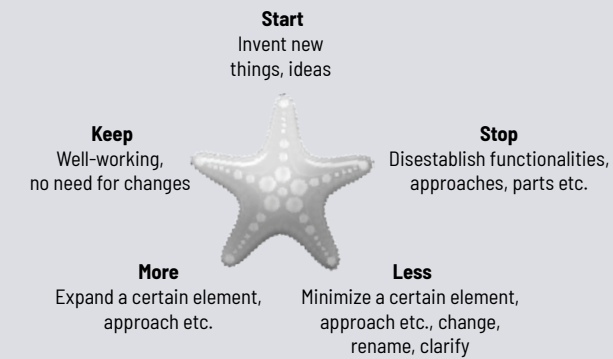 Start
Invent new
things, ideas
Keep
Well-working,
no need for changes
Stop
Disestablish functionalities,
approaches, parts etc.
More
Expand a certain element,
approach etc.
Less
Minimize a certain element,
approach etc., change,
rename, clarify